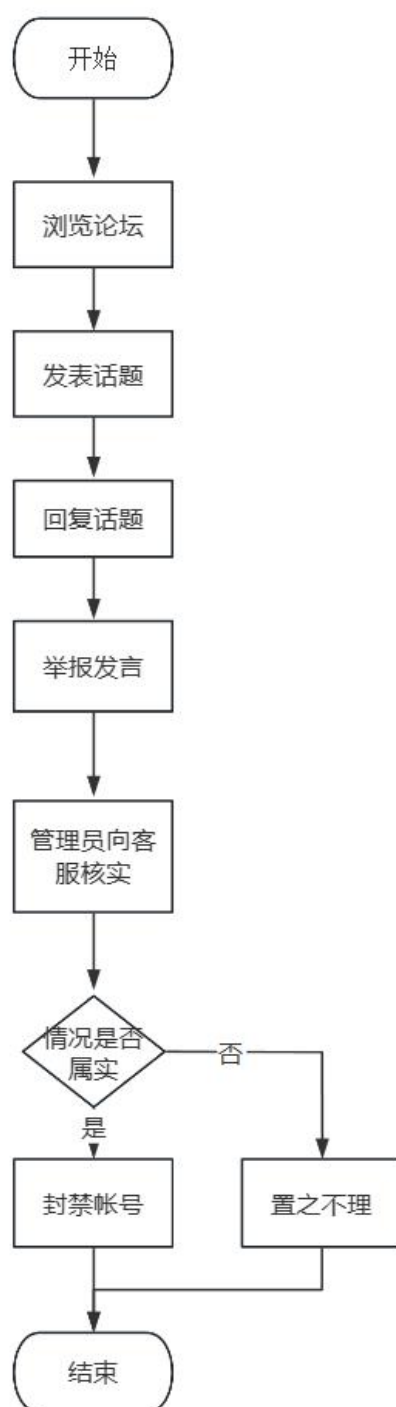 开始
浏览论坛
发表话题
回复话题
举报发言
管理员向客
服核实
情况是否
属实
否
是
封禁帐号
置之不理
结束